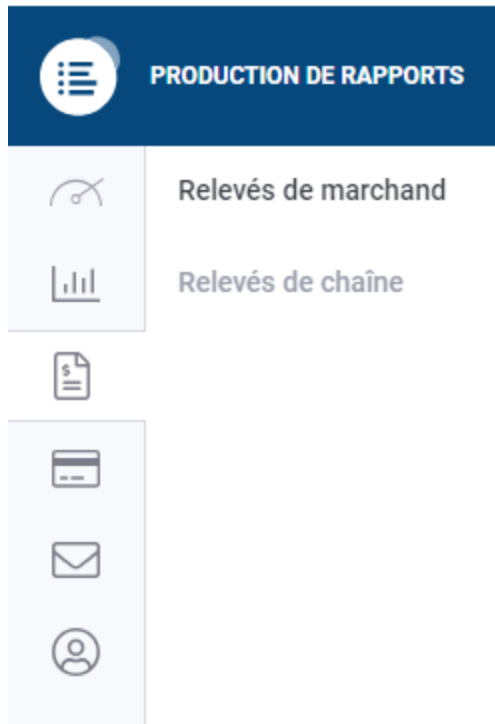 PRODUCTION DE RAPPORTS
Relevés de marchand
Relevés de chaîne
$